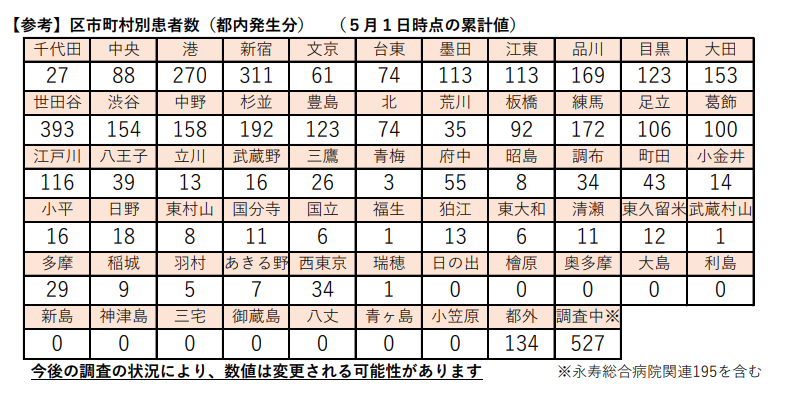 【参考】区市町村別患者数（都内発生分） （５月１日時点の累計値）
千代田 中央 港 新宿 文京 台東 墨田 江東 品川 目黒 大田
27 88 270 311 61 74 113 113 169 123 153
世田谷 渋谷 中野 杉並 豊島 北 荒川 板橋 練馬 足立 葛飾
393 154 158 192 123 74 35 92 172 106 100
江戸川 八王子 立川 武蔵野 三鷹 青梅 府中 昭島 調布 町田 小金井
116 39 13 16 26 3 55 8 34 43 14
小平 日野 東村山 国分寺 国立 福生 狛江 東大和 清瀬 東久留米 武蔵村山
16 18 8 11 6 1 13 6 11 12 1
多摩 稲城 羽村 あきる野 西東京 瑞穂 日の出 檜原 奥多摩 大島 利島
29 9 5 7 34 1 0 0 0 0 0
新島 神津島 三宅 御蔵島 八丈 青ヶ島 小笠原 都外 調査中※
0 0 0 0 0 0 0 134 527
今後の調査の状況により、数値は変更される可能性があります ※永寿総合病院関連195を含む